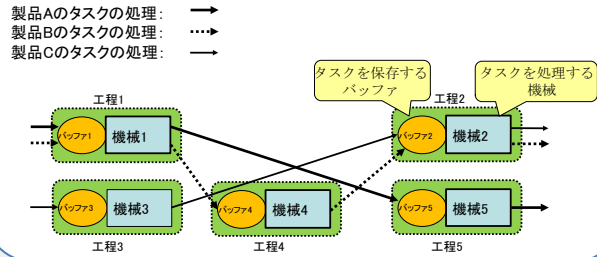 製品Aのタスクの処理:
製品Bのタスクの処理:
製品Cのタスクの処理:
タスクを保存する
バッファ
タスクを処理する
機械
工程1
工程2
バッファ1
機械1
バッファ2
機械2
バッファ3
機械3
バッファ4
機械4
バッファ5
機械5
工程3
工程4
工程5